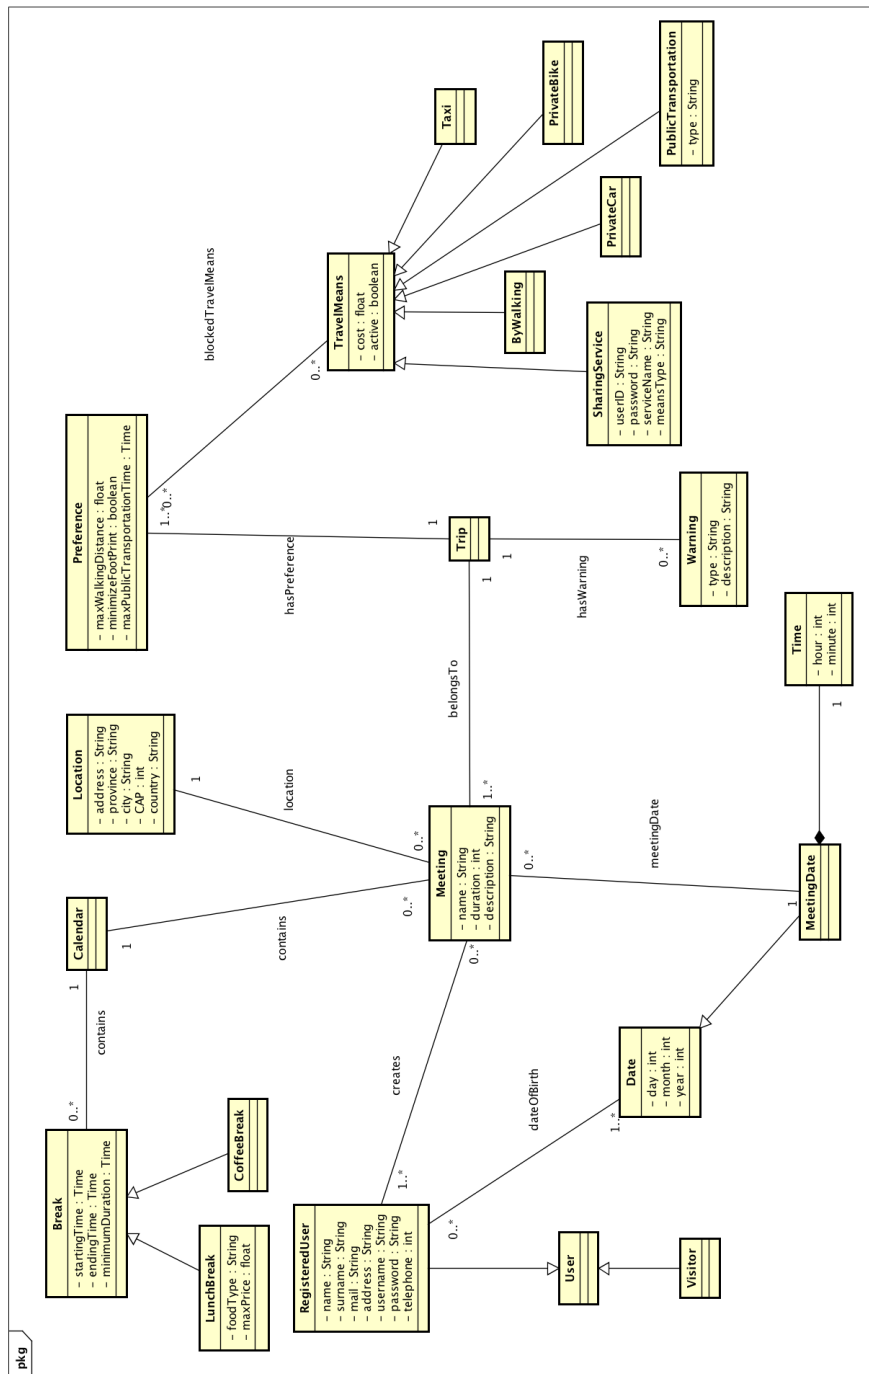 pkg
Break
– startingTime : Time
– endingTime : Time
– minimumDuration : Time
LunchBreak
– foodType : String
– maxPrice : float
CoffeeBreak
0..*
contains
1
Calendar
1
contains
0..*
Location
– address : String
– province : String
– city : String
– CAP : int
– country : String
1
location
0..*
Preference
– maxWalkingDistance : float
– minimizeFootPrint : boolean
– maxPublicTransportationTime : Time
1..*
0..*
blockedTravelMeans
0..*
hasPreference
1
TravelMeans
– cost : float
– active : boolean
Taxi
PrivateBike
PublicTransportation
– type : String
PrivateCar
ByWalking
SharingService
– userID : String
– password : String
– serviceName : String
– meansType : String
RegisteredUser
– name : String
– surname : String
– mail : String
– address : String
– username : String
– password : String
– telephone : int
1..*
creates
0..*
Meeting
– name : String
– duration : int
– description : String
1..*
belongsTo
1
Trip
1
hasWarning
0..*
Warning
– type : String
– description : String
0..*
dateOfBirth
1..*
Date
– day : int
– month : int
– year : int
0..*
meetingDate
1
MeetingDate
1
Time
– hour : int
– minute : int
User
Visitor